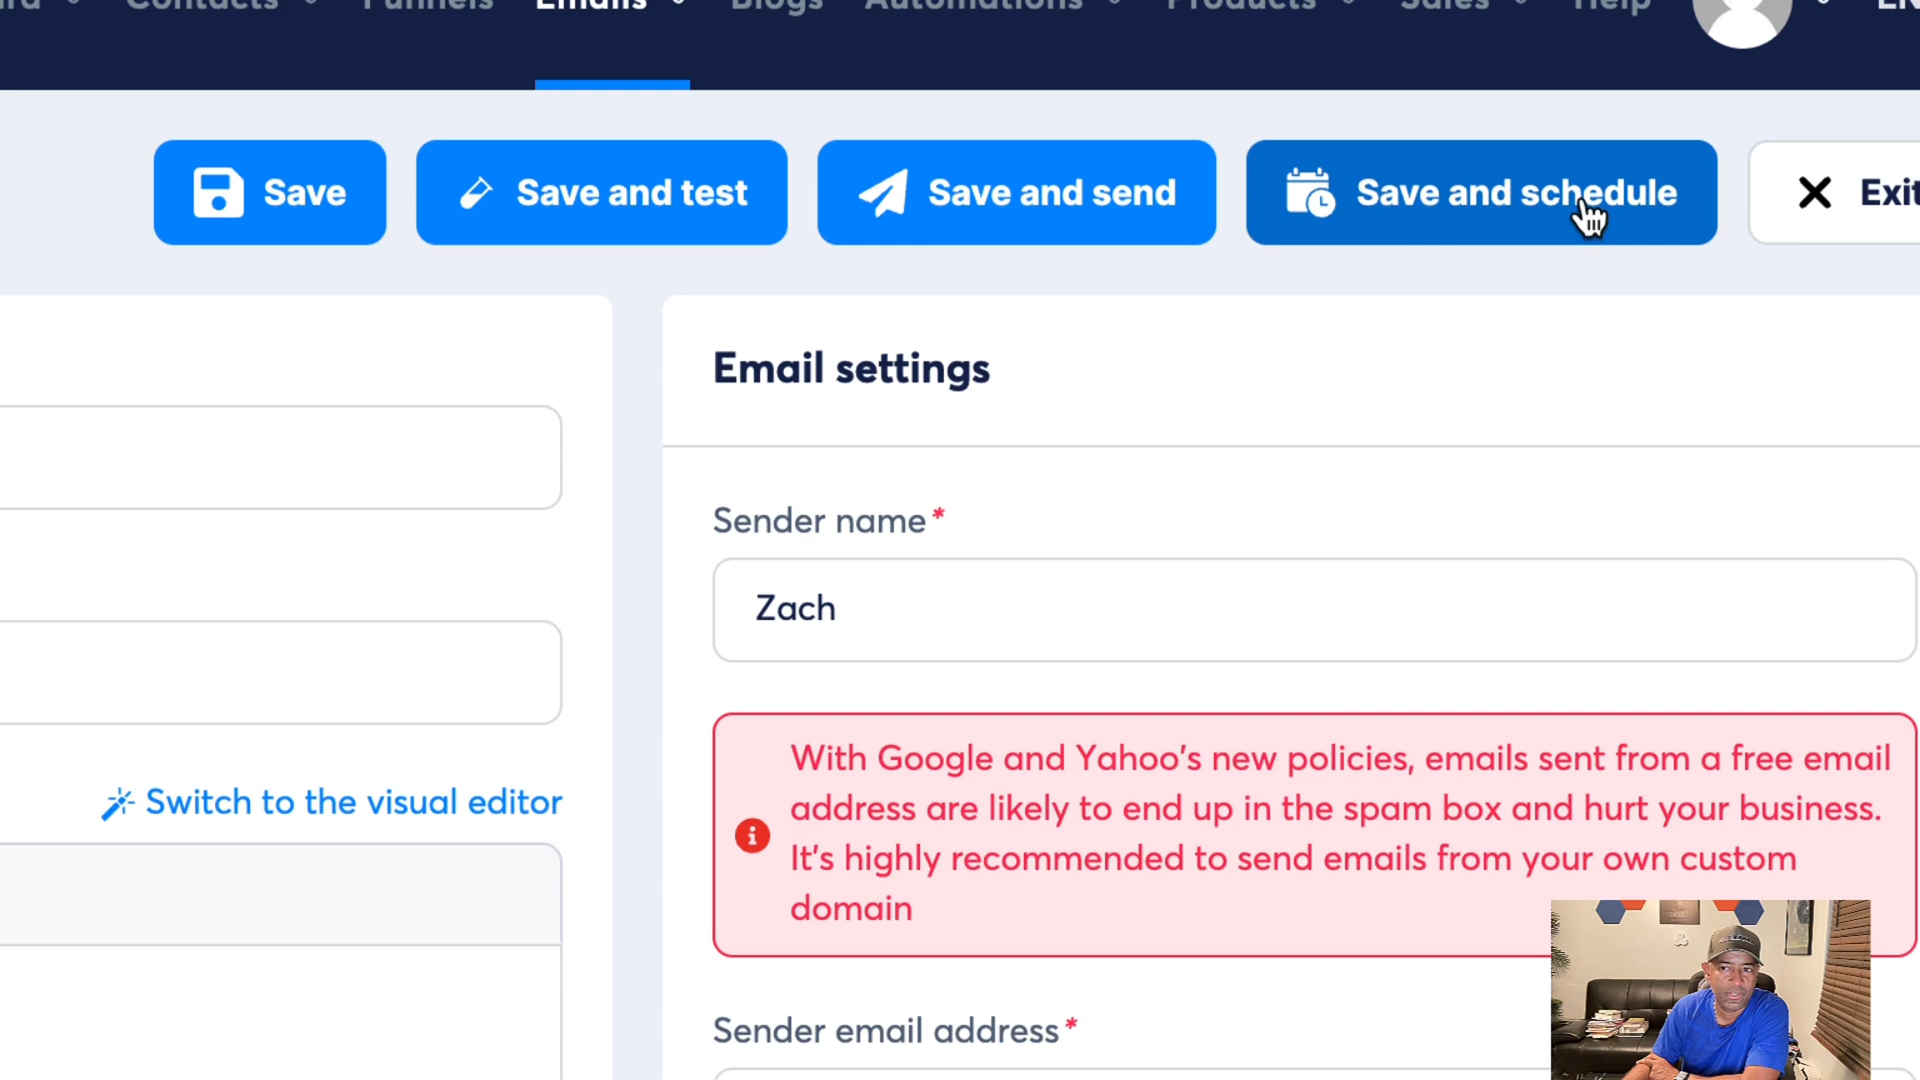 Contacts Funnels Emails Blogs Automations Products Sales Help
Save Save and test Save and send Save and schedule Exit
Email settings
Sender name*
Zach
With Google and Yahoo's new policies, emails sent from a free email
address are likely to end up in the spam box and hurt your business.
It's highly recommended to send emails from your own custom
domain
Switch to the visual editor
Sender email address*